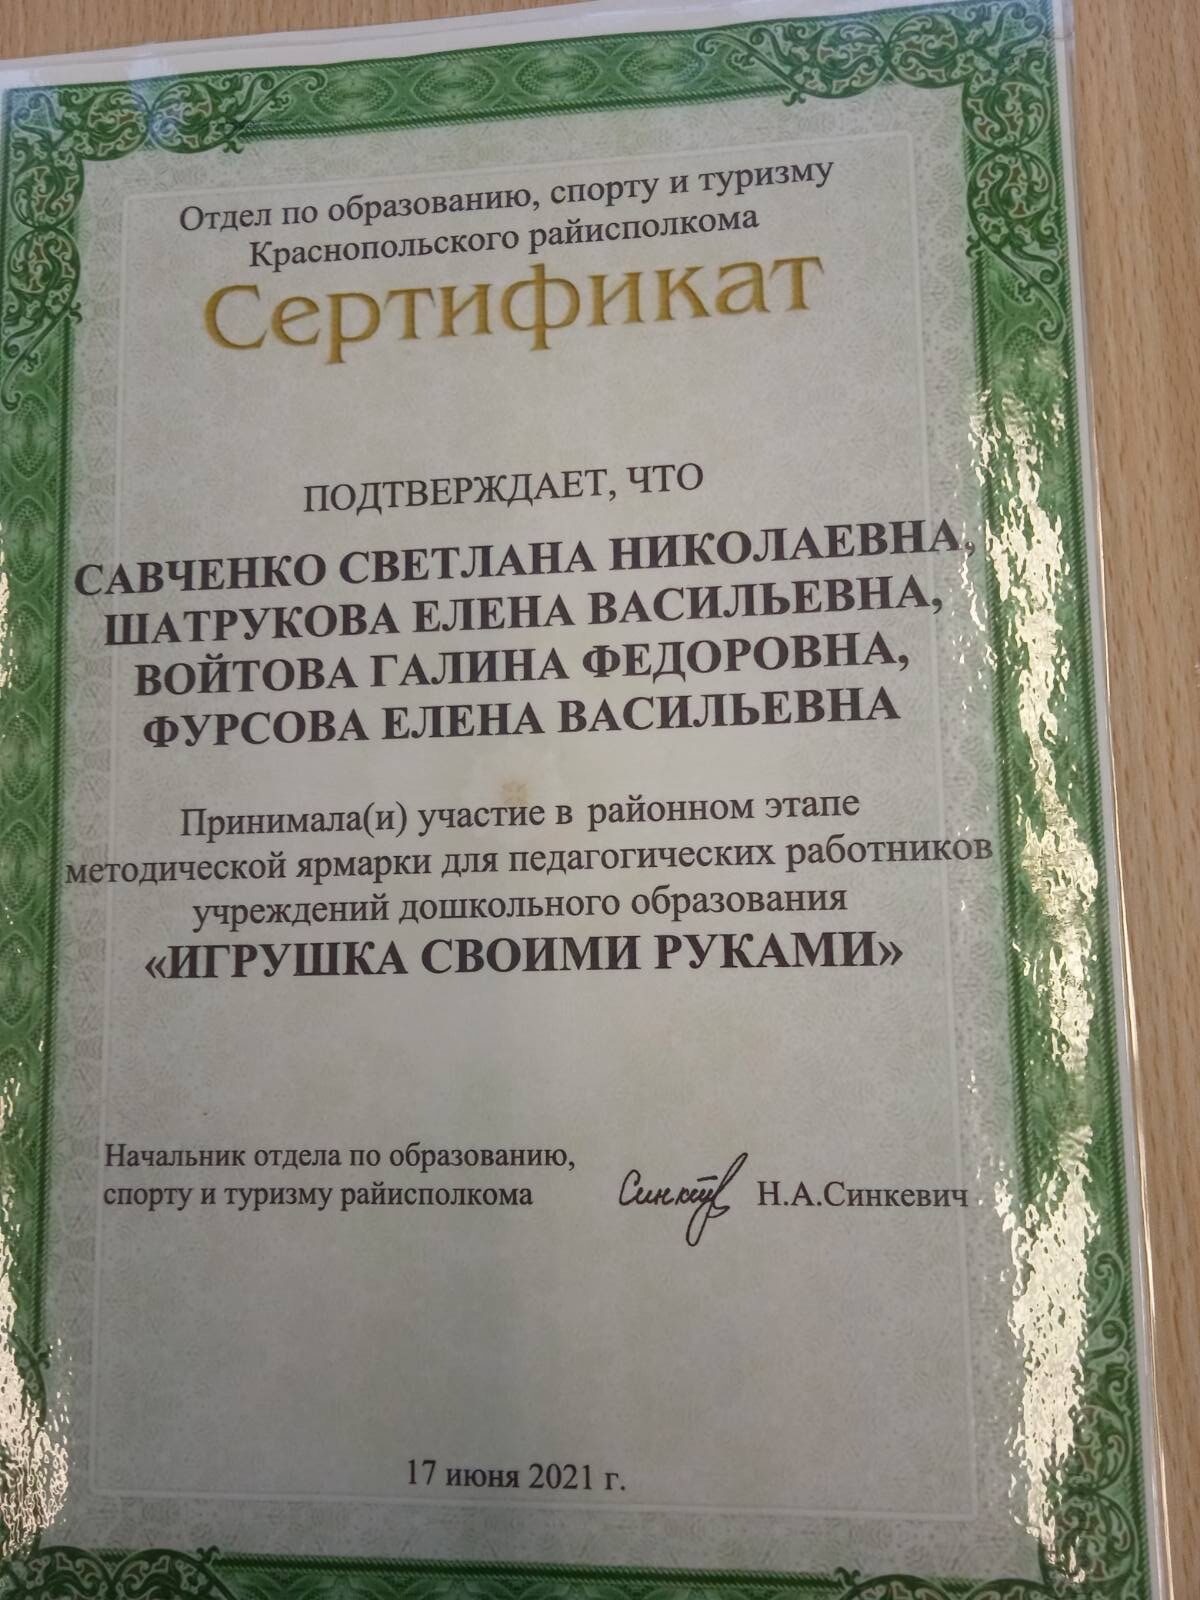 Отдел по образованию, спорту и туризму
Краснопольского райисполкома
Сертификат
ПОДТВЕРЖДАЕТ, ЧТО
САВЧЕНКО СВЕТЛАНА НИКОЛАЕВНА,
ШАТРУКОВА ЕЛЕНА ВАСИЛЬЕВНА,
ВОЙТОВА ГАЛИНА ФЕДОРОВНА,
ФУРСОВА ЕЛЕНА ВАСИЛЬЕВНА
Принимала(и) участие в районном этапе
методической ярмарки для педагогических работников
учреждений дошкольного образования
«ИГРУШКА СВОИМИ РУКАМИ»
Начальник отдела по образованию,
спорту и туризму райисполкома Н.А.Синкевич
17 июня 2021 г.